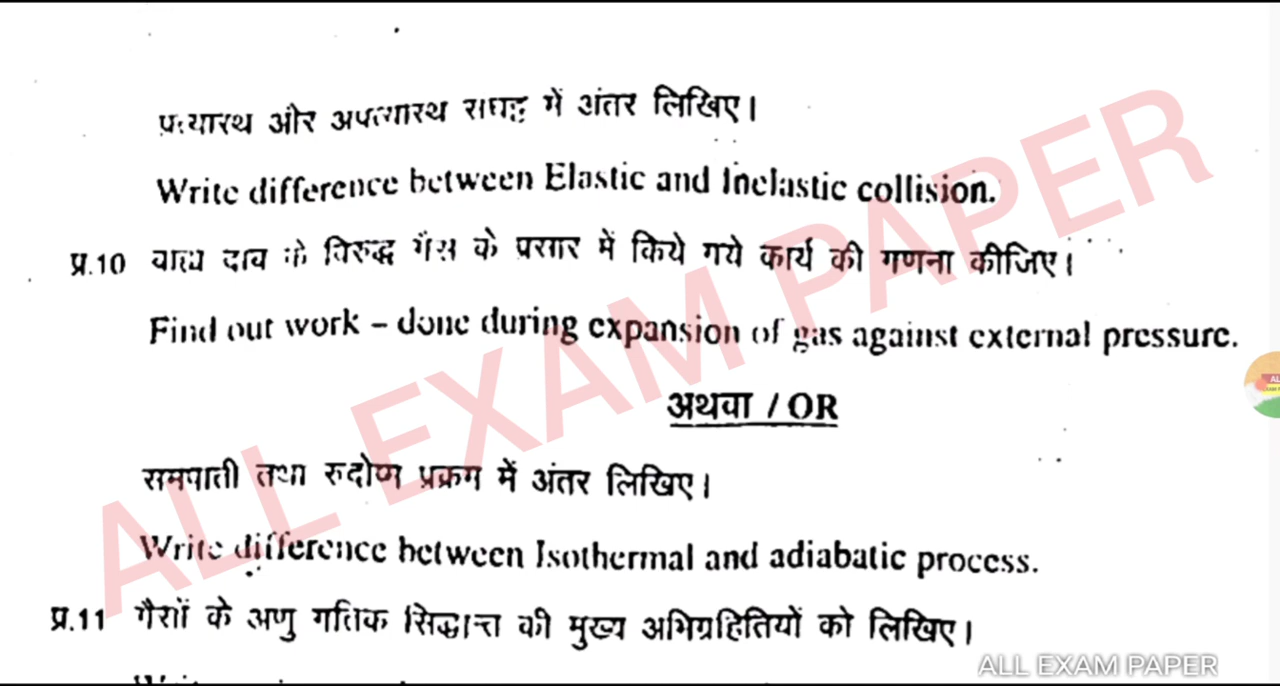 प्रत्यास्थ और अप्रत्यास्थ संघट्ट में अंतर लिखिए।
Write difference between Elastic and Inelastic collision.
प्र.10 वाह्य दाव के विरुद्ध गैस के प्रसार में किये गये कार्य की गणना कीजिए।
Find out work – done during expansion of gas against external pressure.
अथवा / OR
समपाती तथा रुदोष्ण प्रक्रम में अंतर लिखिए।
Write difference between Isothermal and adiabatic process.
प्र.11 गैसों के अणु गतिक सिद्धान्त की मुख्य अभिग्रहितियों को लिखिए।
ALL EXAM PAPER
ALL EXAM PAPER